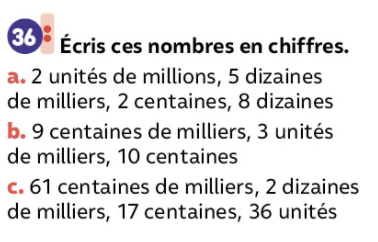 36 Écris ces nombres en chiffres.
a. 2 unités de millions, 5 dizaines
de milliers, 2 centaines, 8 dizaines
b. 9 centaines de milliers, 3 unités
de milliers, 10 centaines
c. 61 centaines de milliers, 2 dizaines
de milliers, 17 centaines, 36 unités